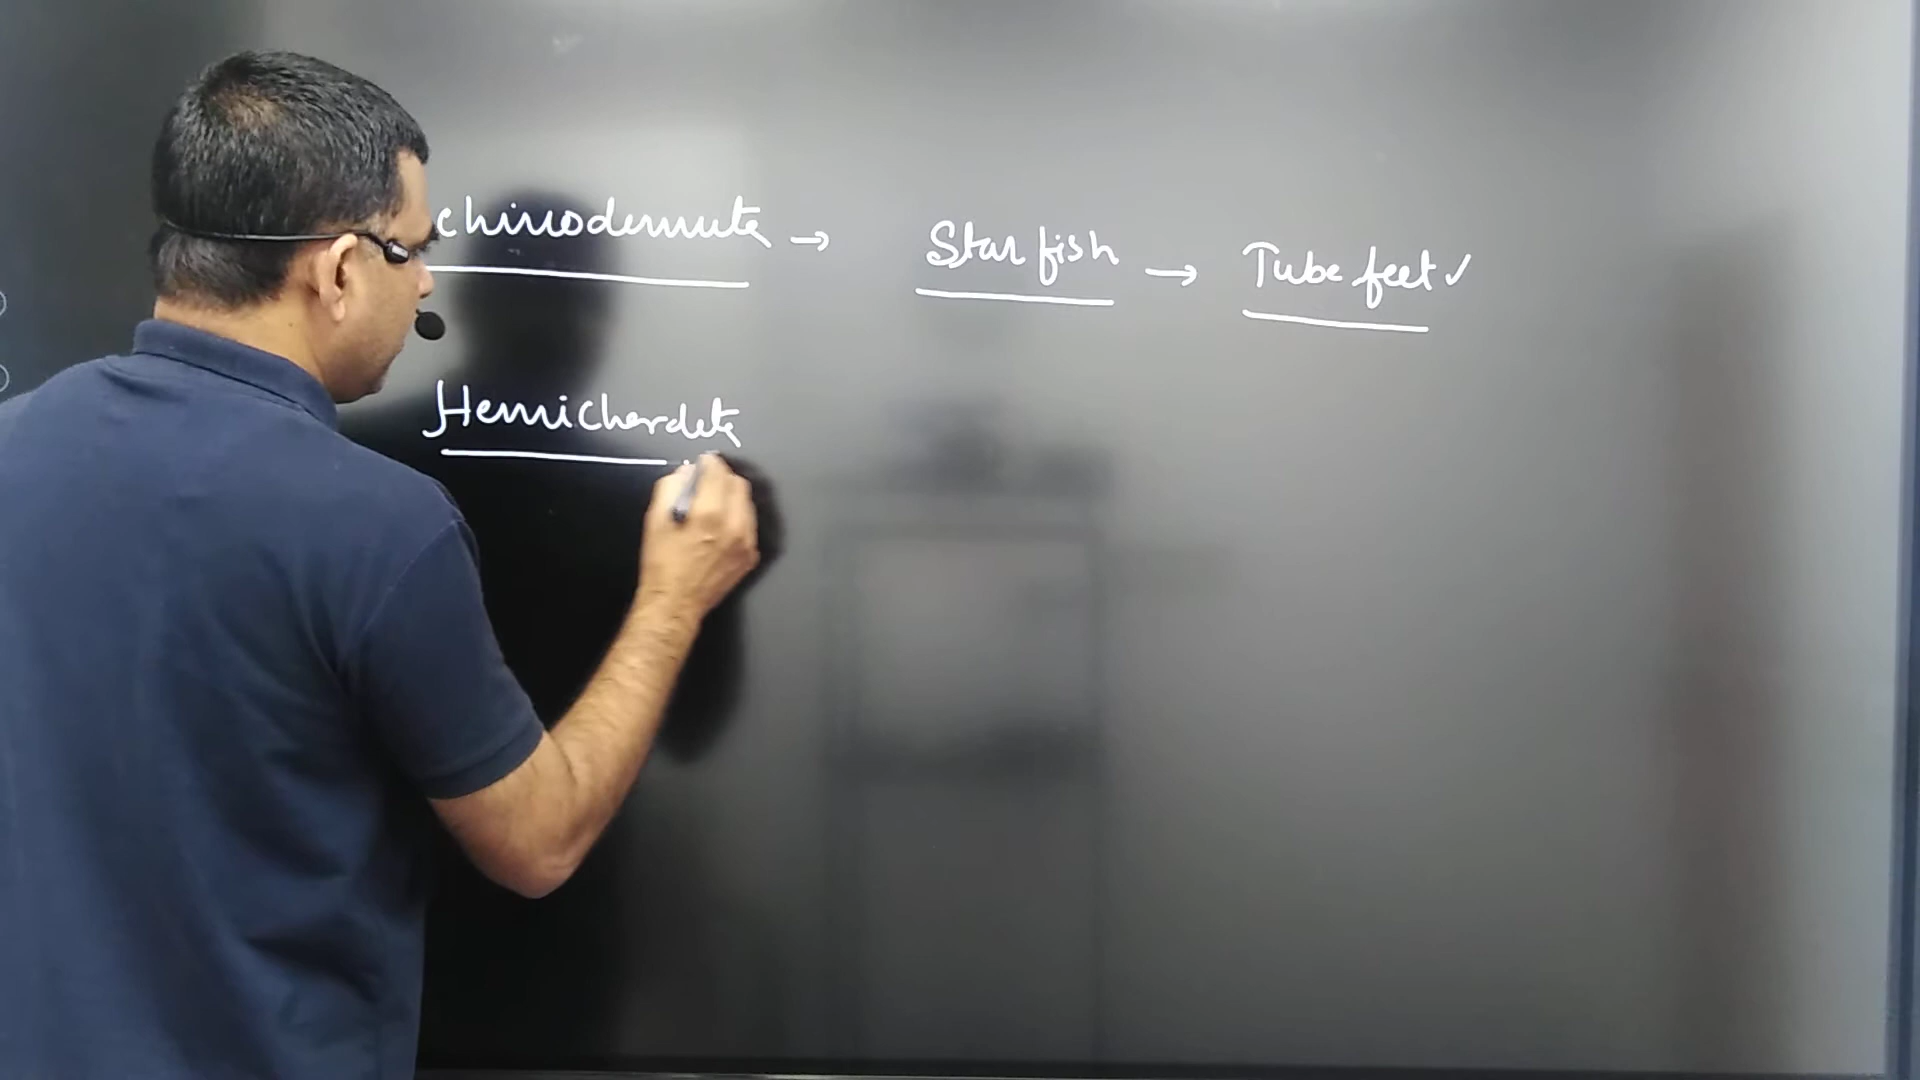 chinodermata → Star fish → Tube feet ✓
Hemichordata